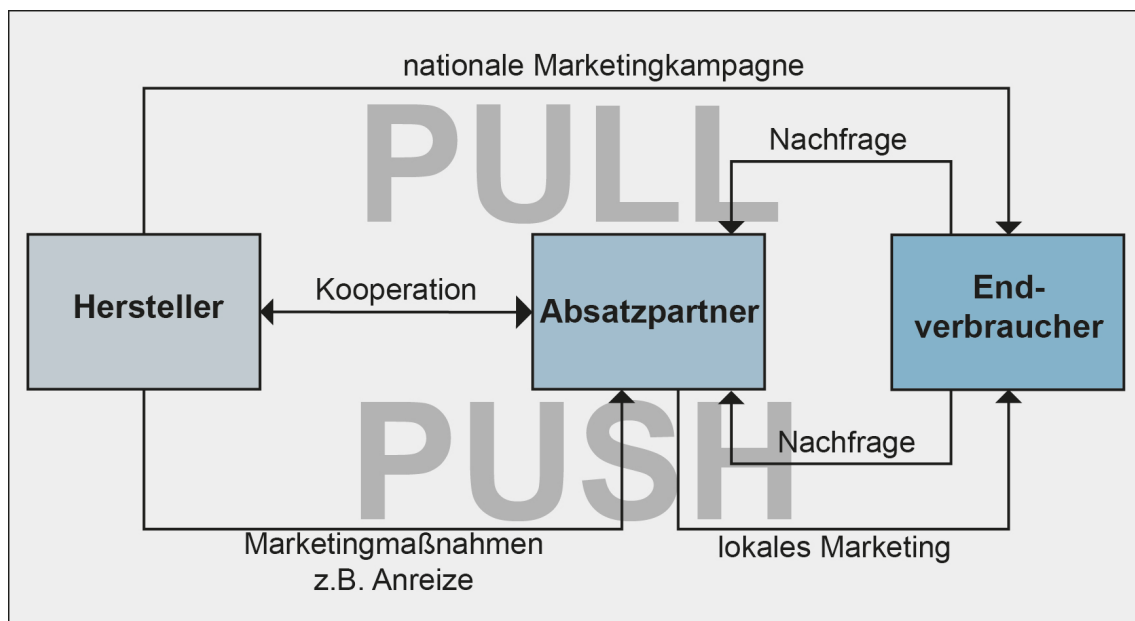 nationale Marketingkampagne
PULL
Nachfrage
Hersteller
Kooperation
Absatzpartner
End-
verbraucher
PUSH
Nachfrage
Marketingmaßnahmen
z.B. Anreize
lokales Marketing